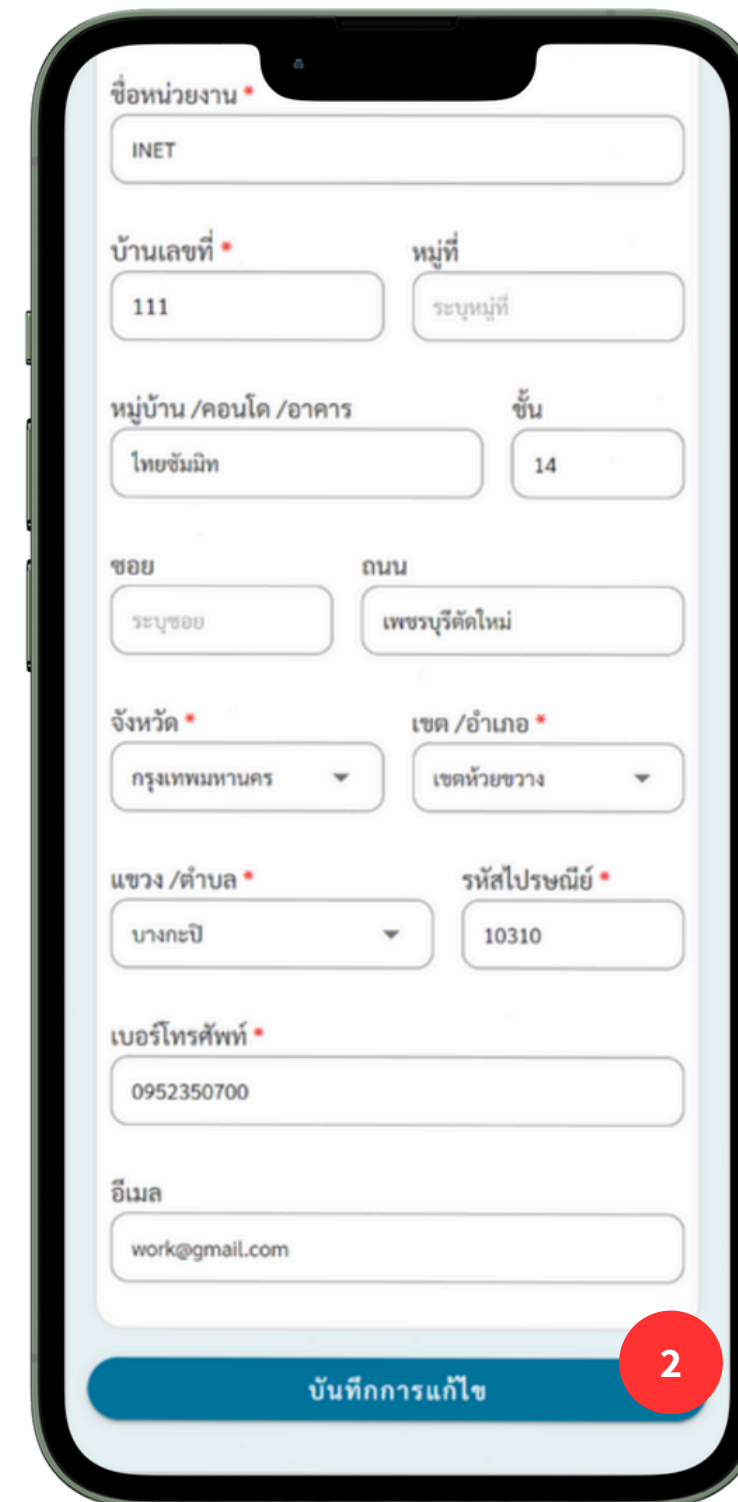 ชื่อหน่วยงาน *
INET
บ้านเลขที่ * หมู่ที่
111 ระบุหมู่ที่
หมู่บ้าน /คอนโด /อาคาร ชั้น
ไทยซัมมิท 14
ซอย ถนน
ระบุซอย เพชรบุรีตัดใหม่
จังหวัด * เขต /อำเภอ *
กรุงเทพมหานคร เขตห้วยขวาง
แขวง /ตำบล * รหัสไปรษณีย์ *
บางกะปิ 10310
เบอร์โทรศัพท์ *
0952350700
อีเมล
work@gmail.com
บันทึกการแก้ไข 2